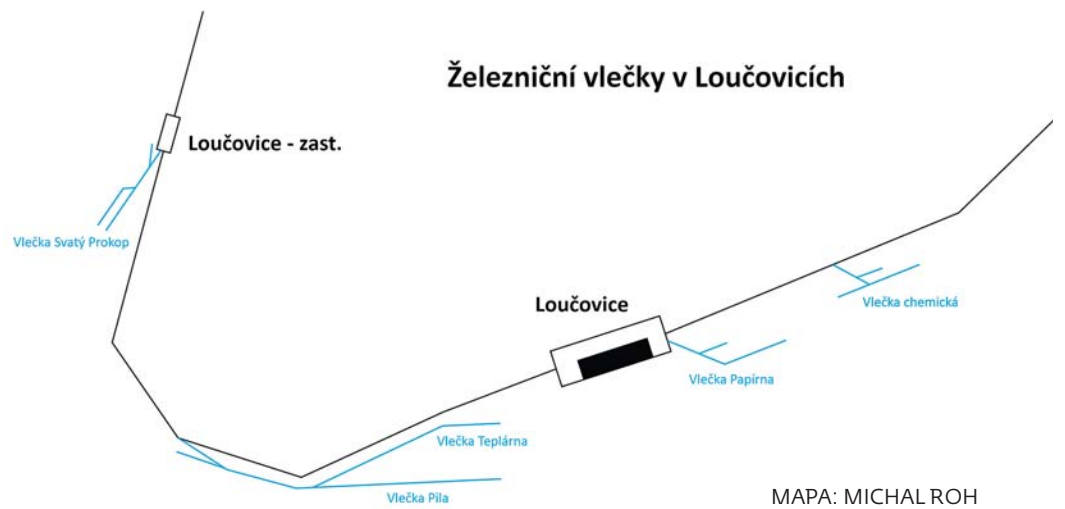 Železniční vlečky v Loučovicích
Loučovice - zast.
Vlečka Svatý Prokop
Loučovice
Vlečka chemická
Vlečka Papírna
Vlečka Teplárna
Vlečka Pila
MAPA: MICHAL ROH